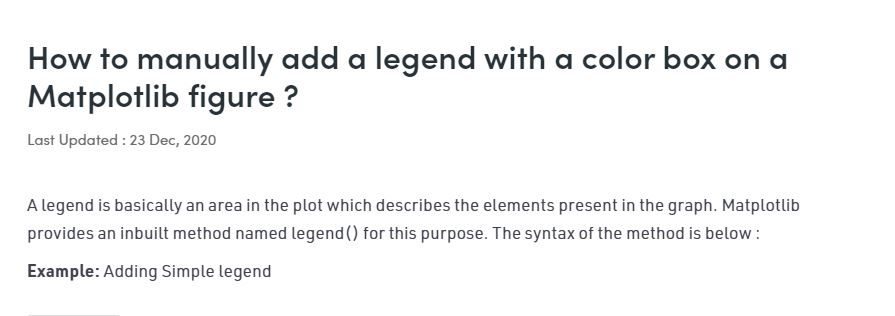 How to manually add a legend with a color box on a
Matplotlib figure ?
Last Updated : 23 Dec, 2020
A legend is basically an area in the plot which describes the elements present in the graph. Matplotlib
provides an inbuilt method named legend() for this purpose. The syntax of the method is below :
Example: Adding Simple legend